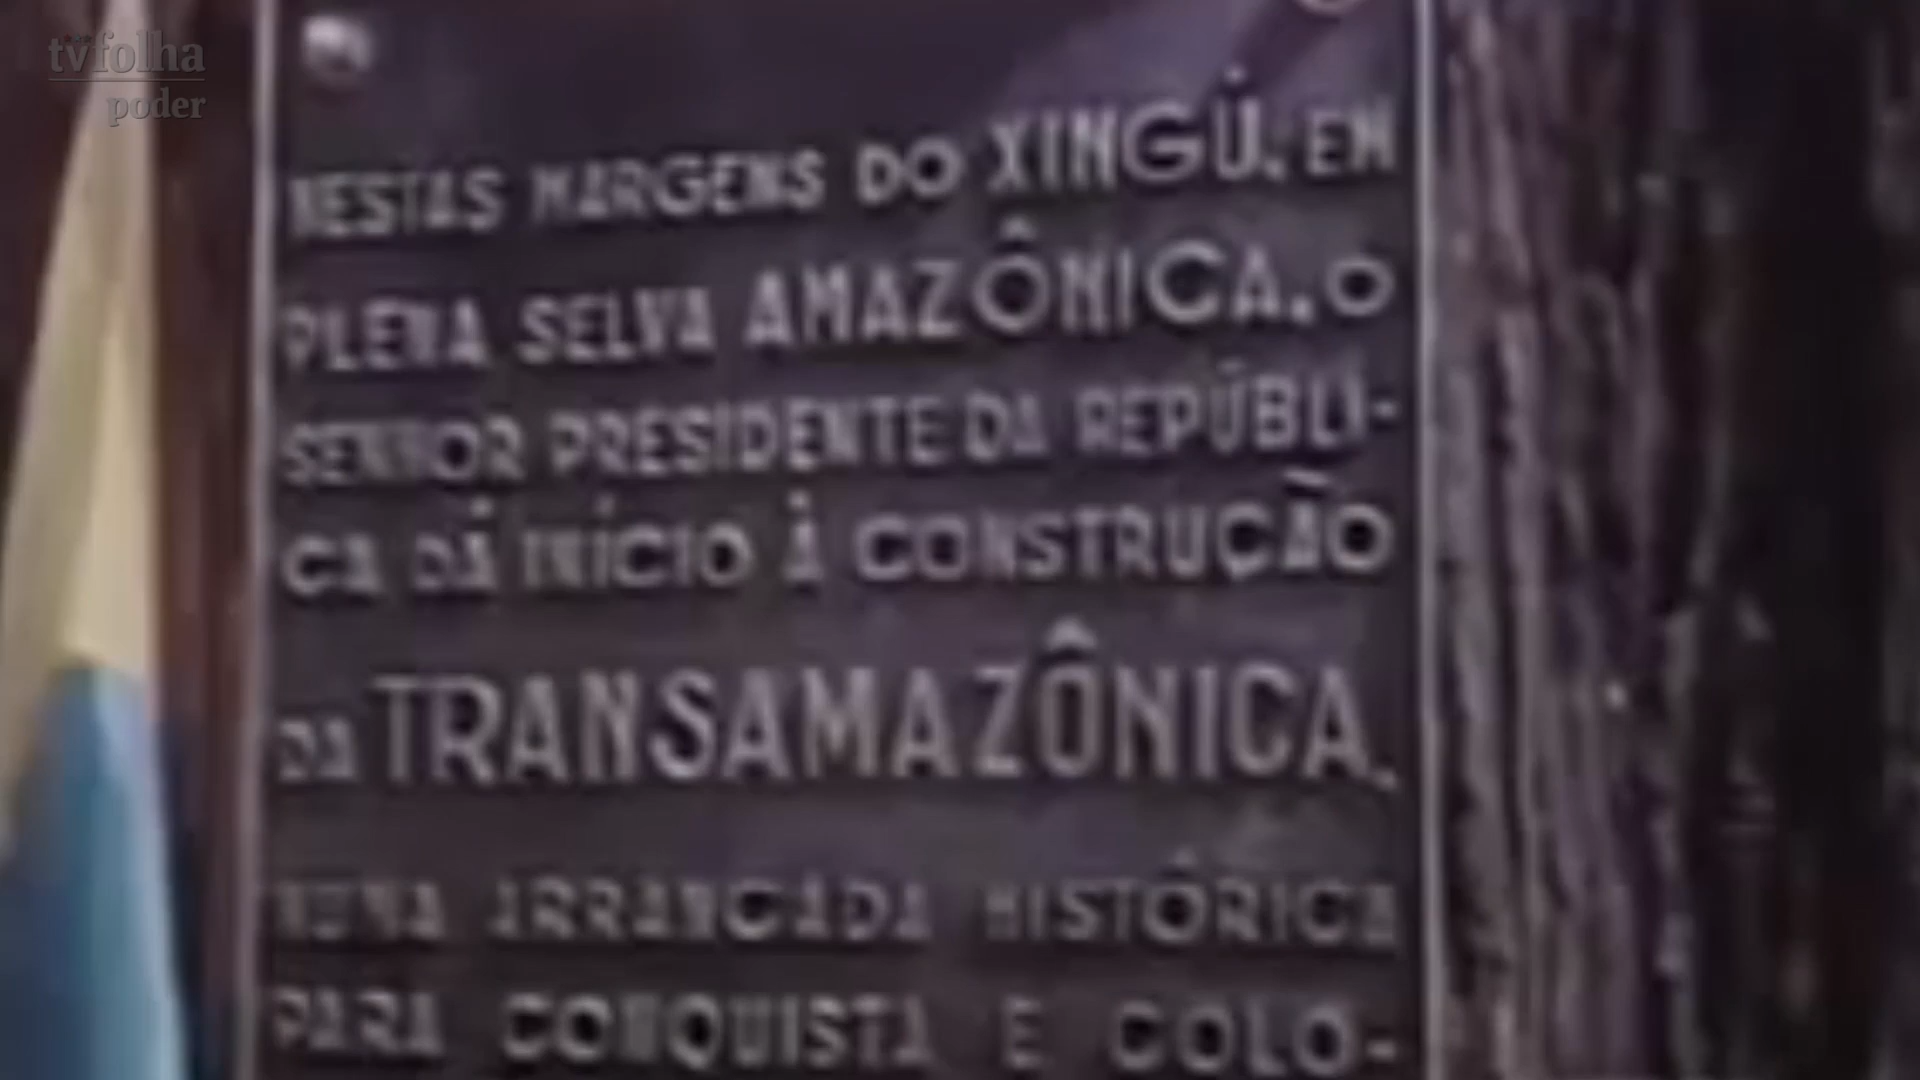 tvfolha
poder
NESTAS MARGENS DO XINGÚ, EM
PLENA SELVA AMAZÔNICA, O
SENHOR PRESIDENTE DA REPÚBLI-
CA DÁ INÍCIO À CONSTRUÇÃO
DA TRANSAMAZÔNICA,
NUMA ARRANCADA HISTÓRICA
PARA CONQUISTA E COLO-